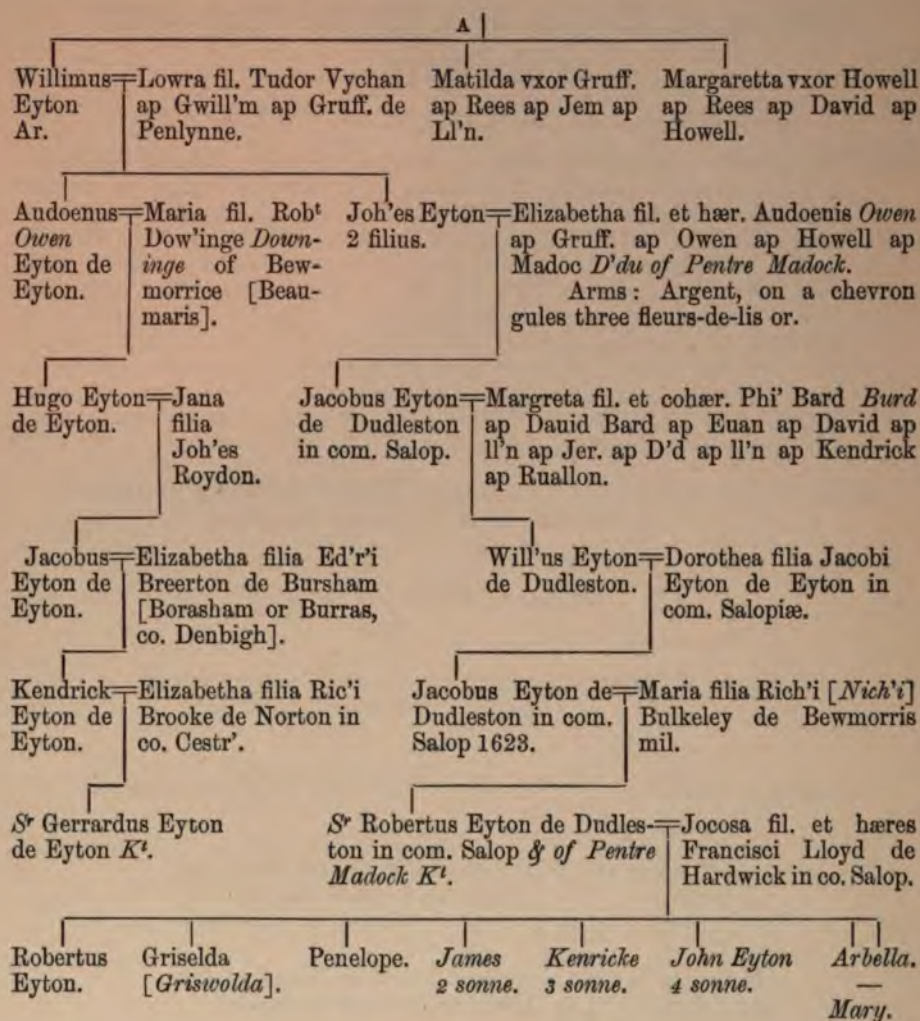 A
Willimus
Eyton
Ar.
Lowra fil. Tudor Vychan
ap Gwill'm ap Gruff. de
Penlynne.
Matilda vxor Gruff.
ap Rees ap Jem ap
Ll'n.
Margaretta vxor Howell
ap Rees ap David ap
Howell.
Audoenus
Owen
Eyton de
Eyton.
Maria fil. Robt
Dow'inge Down-
inge of Bew-
morrice [Beau-
maris].
Joh'es Eyton
2 filius.
Elizabetha fil. et hær. Audoenis Owen
ap Gruff. ap Owen ap Howell ap
Madoc D'du of Pentre Madock.
Arms: Argent, on a chevron
gules three fleurs-de-lis or.
Hugo Eyton
de Eyton.
Jana
filia
Joh'es
Roydon.
Jacobus Eyton
de Dudleston
in com. Salop.
Margreta fil. et cohær. Phi' Bard Burd
ap Dauid Bard ap Euan ap David ap
ll'n ap Jer. ap D'd ap ll'n ap Kendrick
ap Ruallon.
Jacobus
Eyton de
Eyton.
Elizabetha filia Ed'r'i
Breerton de Bursham
[Borasham or Burras,
co. Denbigh].
Will'us Eyton
de Dudleston.
Dorothea filia Jacobi
Eyton de Eyton in
com. Salopiæ.
Kendrick
Eyton de
Eyton.
Elizabetha filia Ric'i
Brooke de Norton in
co. Cestr'.
Jacobus Eyton de
Dudleston in com.
Salop 1623.
Maria filia Rich'i [Nich'i]
Bulkeley de Bewmorris
mil.
Sr Gerrardus Eyton
de Eyton Kt.
Sr Robertus Eyton de Dudles-
ton in com. Salop & of Pentre
Madock Kt.
Jocosa fil. et hæres
Francisci Lloyd de
Hardwick in co. Salop.
Robertus
Eyton.
Griselda
[Griswolda].
Penelope.
James
2 sonne.
Kenricke
3 sonne.
John Eyton
4 sonne.
Arbella.
—
Mary.